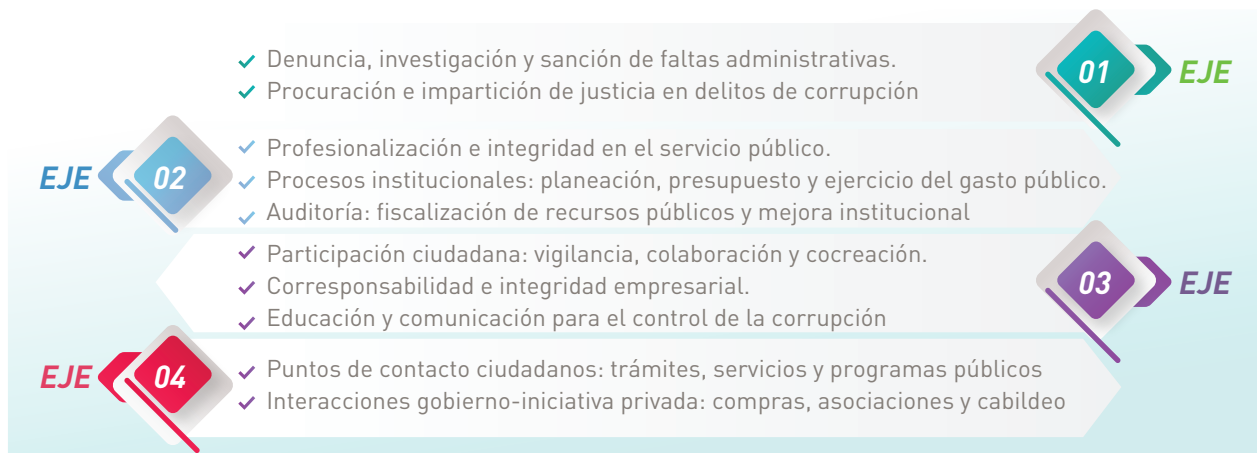 Denuncia, investigación y sanción de faltas administrativas.
Procuración e impartición de justicia en delitos de corrupción
01 EJE
EJE 02
Profesionalización e integridad en el servicio público.
Procesos institucionales: planeación, presupuesto y ejercicio del gasto público.
Auditoría: fiscalización de recursos públicos y mejora institucional
Participación ciudadana: vigilancia, colaboración y cocreación.
Corresponsabilidad e integridad empresarial.
Educación y comunicación para el control de la corrupción
03 EJE
EJE 04
Puntos de contacto ciudadanos: trámites, servicios y programas públicos
Interacciones gobierno-iniciativa privada: compras, asociaciones y cabildeo